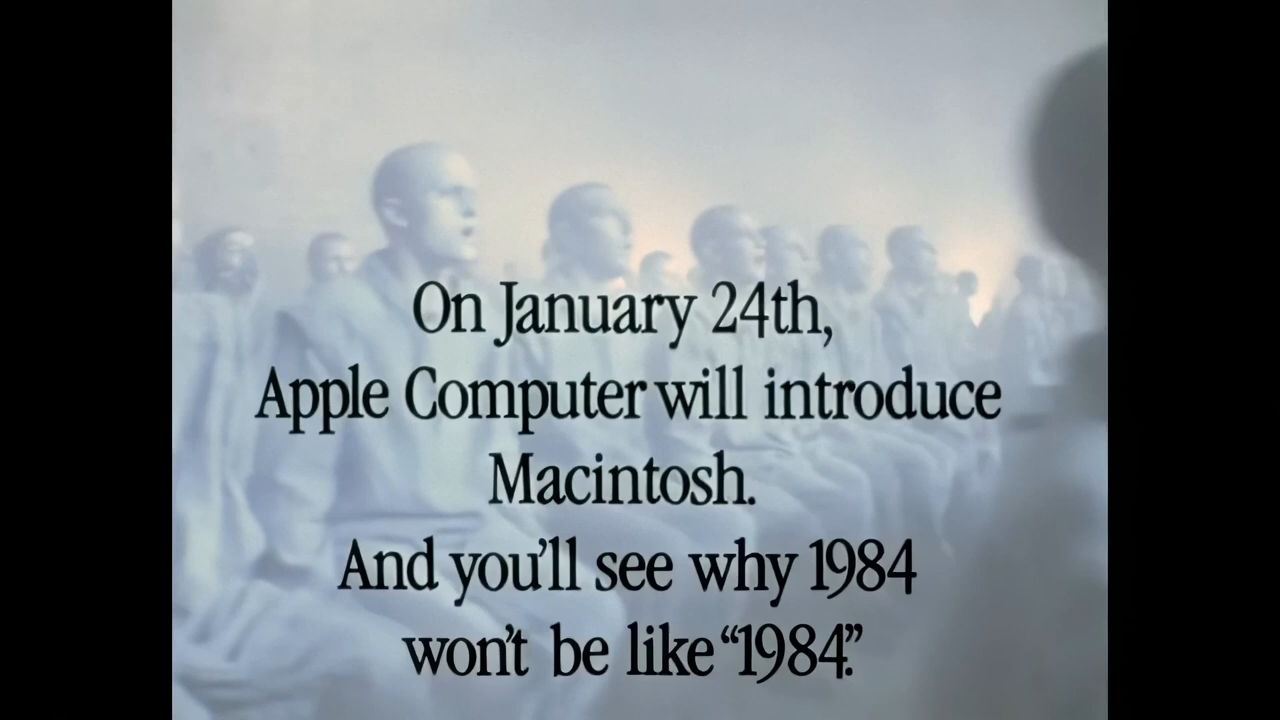 On January 24th,
Apple Computer will introduce
Macintosh.
And you’ll see why 1984
won’t be like “1984.”